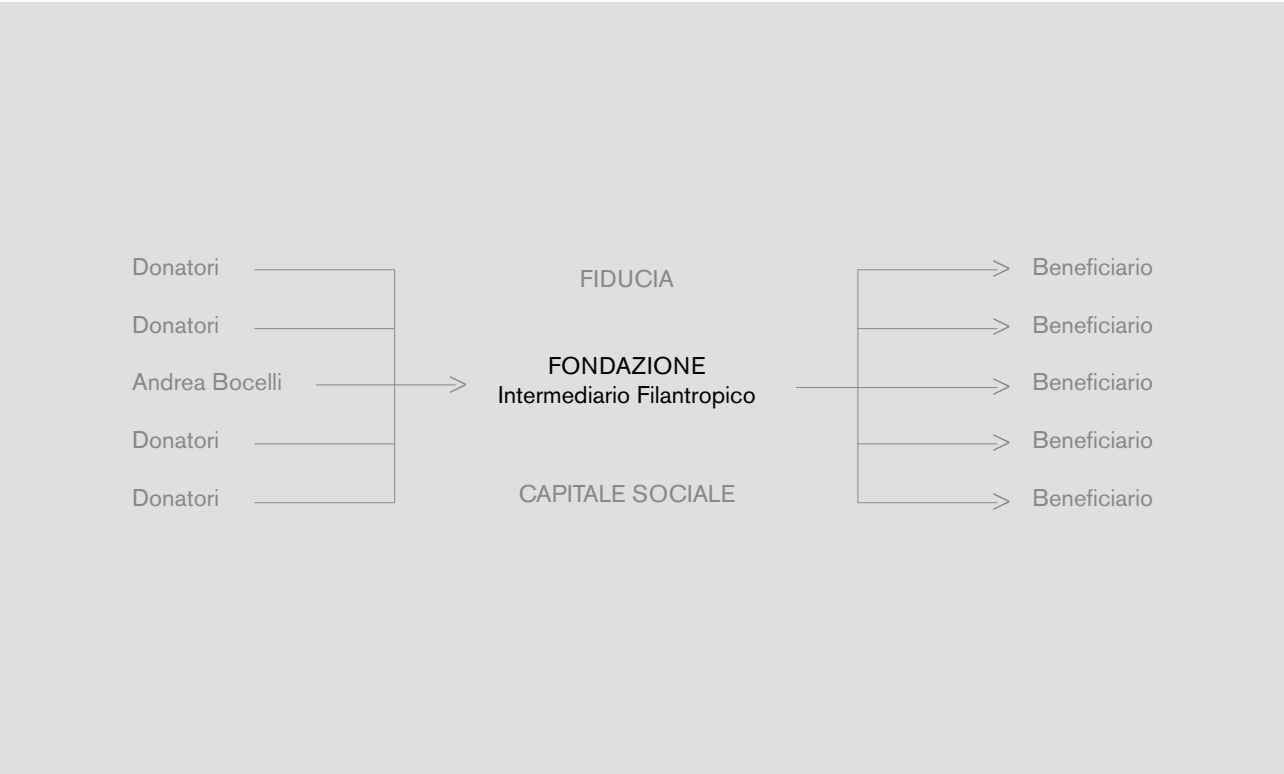 Donatori
Donatori
Andrea Bocelli
Donatori
Donatori
FIDUCIA
FONDAZIONE
Intermediario Filantropico
CAPITALE SOCIALE
Beneficiario
Beneficiario
Beneficiario
Beneficiario
Beneficiario